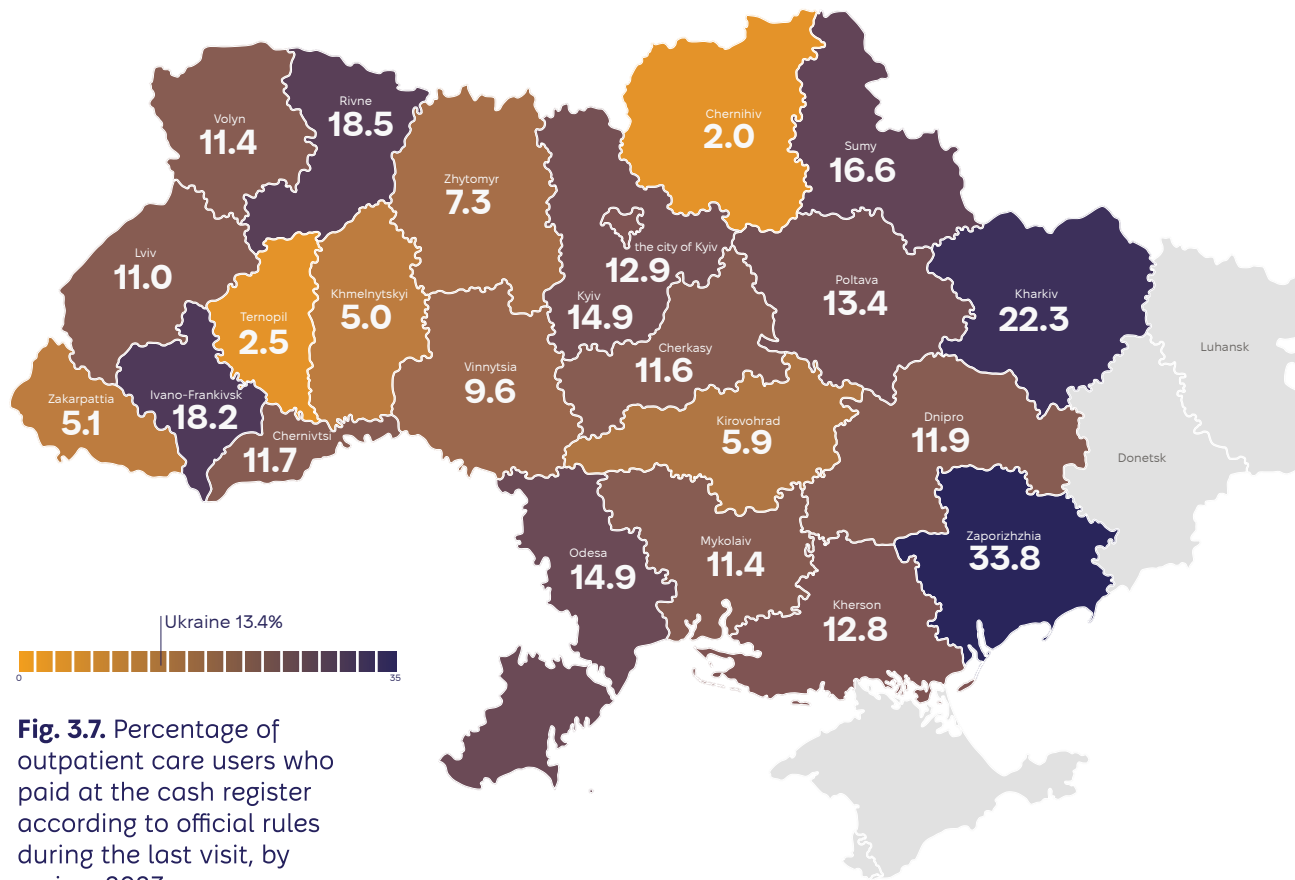 Volyn
11.4
Rivne
18.5
Zhytomyr
7.3
Chernihiv
2.0
Sumy
16.6
Lviv
11.0
Ternopil
2.5
Khmelnytskyi
5.0
the city of Kyiv
12.9
Kyiv
14.9
Poltava
13.4
Kharkiv
22.3
Luhansk
Zakarpattia
5.1
Ivano-Frankivsk
18.2
Chernivtsi
11.7
Vinnytsia
9.6
Cherkasy
11.6
Kirovohrad
5.9
Dnipro
11.9
Donetsk
Odesa
14.9
Mykolaiv
11.4
Kherson
12.8
Zaporizhzhia
33.8
Ukraine 13.4%
0
35
Fig. 3.7. Percentage of
outpatient care users who
paid at the cash register
according to official rules
during the last visit, by